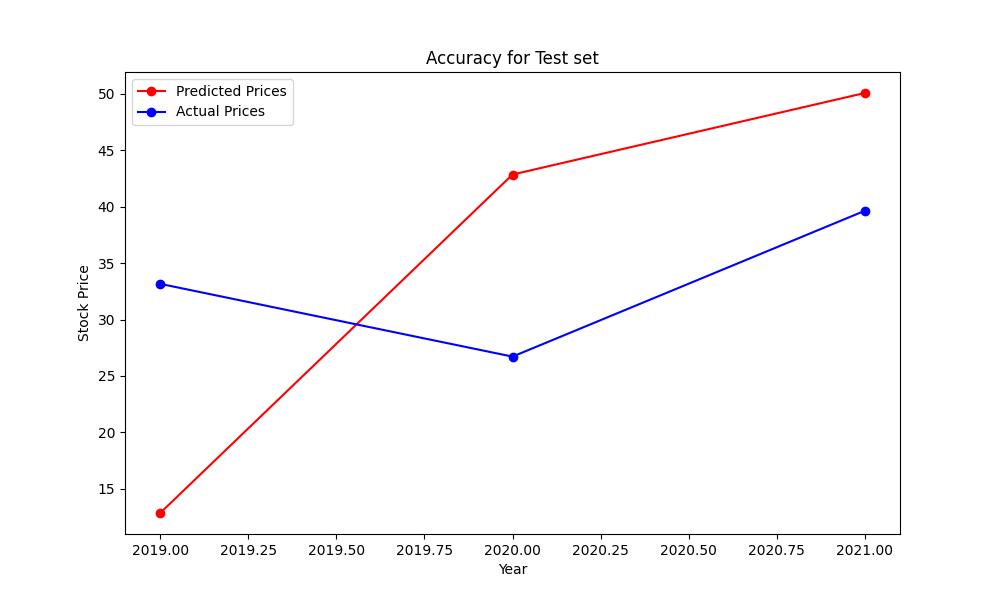 Accuracy for Test set
Predicted Prices
Actual Prices
50
45
40
35
30
25
20
15
Stock Price
2019.00 2019.25 2019.50 2019.75 2020.00 2020.25 2020.50 2020.75 2021.00
Year